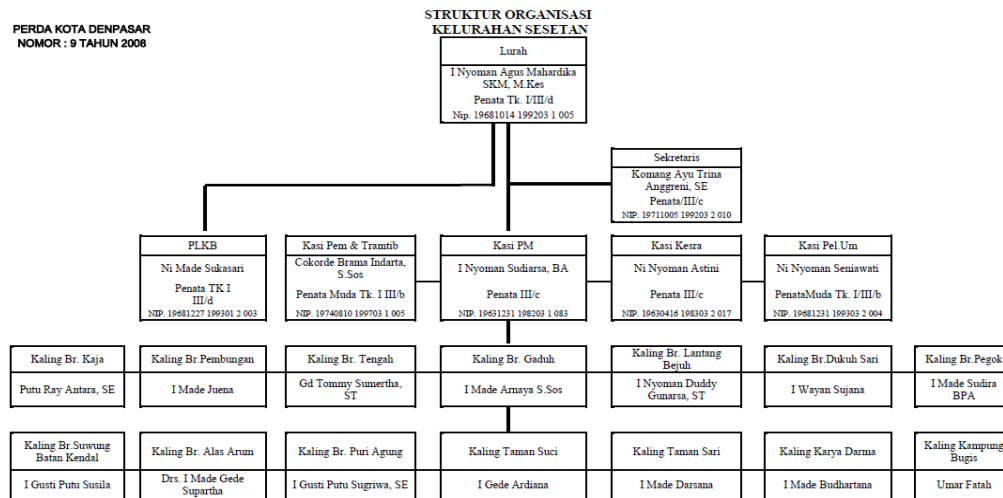 STRUKTUR ORGANISASI
KELURAHAN SESETAN
PERDA KOTA DENPASAR
NOMOR : 9 TAHUN 2008
Lurah
I Nyoman Agus Mahardika
SKM, M.Kes
Penata Tk. I/III/d
Nip. 19681014 199203 1 005
Sekretaris
Komang Ayu Trina
Anggreni, SE
Penata/III/c
NIP. 19711005 199203 2 010
PLKB
Ni Made Sukasari
Penata TK I
III/d
NIP. 19681227 199301 2 003
Kasi Pem & Tramtib
Cokorde Brama Indarta,
S.Sos
Penata Muda Tk. I III/b
NIP. 19740810 199703 1 005
Kasi PM
I Nyoman Sudiarsa, BA
Penata III/c
NIP. 19631231 198203 1 083
Kasi Kesra
Ni Nyoman Astini
Penata III/c
NIP. 19630416 198303 2 017
Kasi Pel.Um
Ni Nyoman Seniawati
PenataMuda Tk. I/III/b
NIP. 19681231 199303 2 004
Kaling Br. Kaja
Putu Ray Antara, SE
Kaling Br.Pembungan
I Made Juena
Kaling Br. Tengah
Gd Tommy Sumertha,
ST
Kaling Br. Gaduh
I Made Arnaya S.Sos
Kaling Br. Lantang
Bejuh
I Nyoman Duddy
Gunarsa, ST
Kaling Br.Dukuh Sari
I Wayan Sujana
Kaling Br.Pegok
I Made Sudira
BPA
Kaling Br.Suwung
Batan Kendal
I Gusti Putu Susila
Kaling Br. Alas Arum
Drs. I Made Gede
Supartha
Kaling Br. Puri Agung
I Gusti Putu Sugriwa, SE
Kaling Taman Suci
I Gede Ardiana
Kaling Taman Sari
I Made Darsana
Kaling Karya Darma
I Made Budhartana
Kaling Kampung
Bugis
Umar Fatah